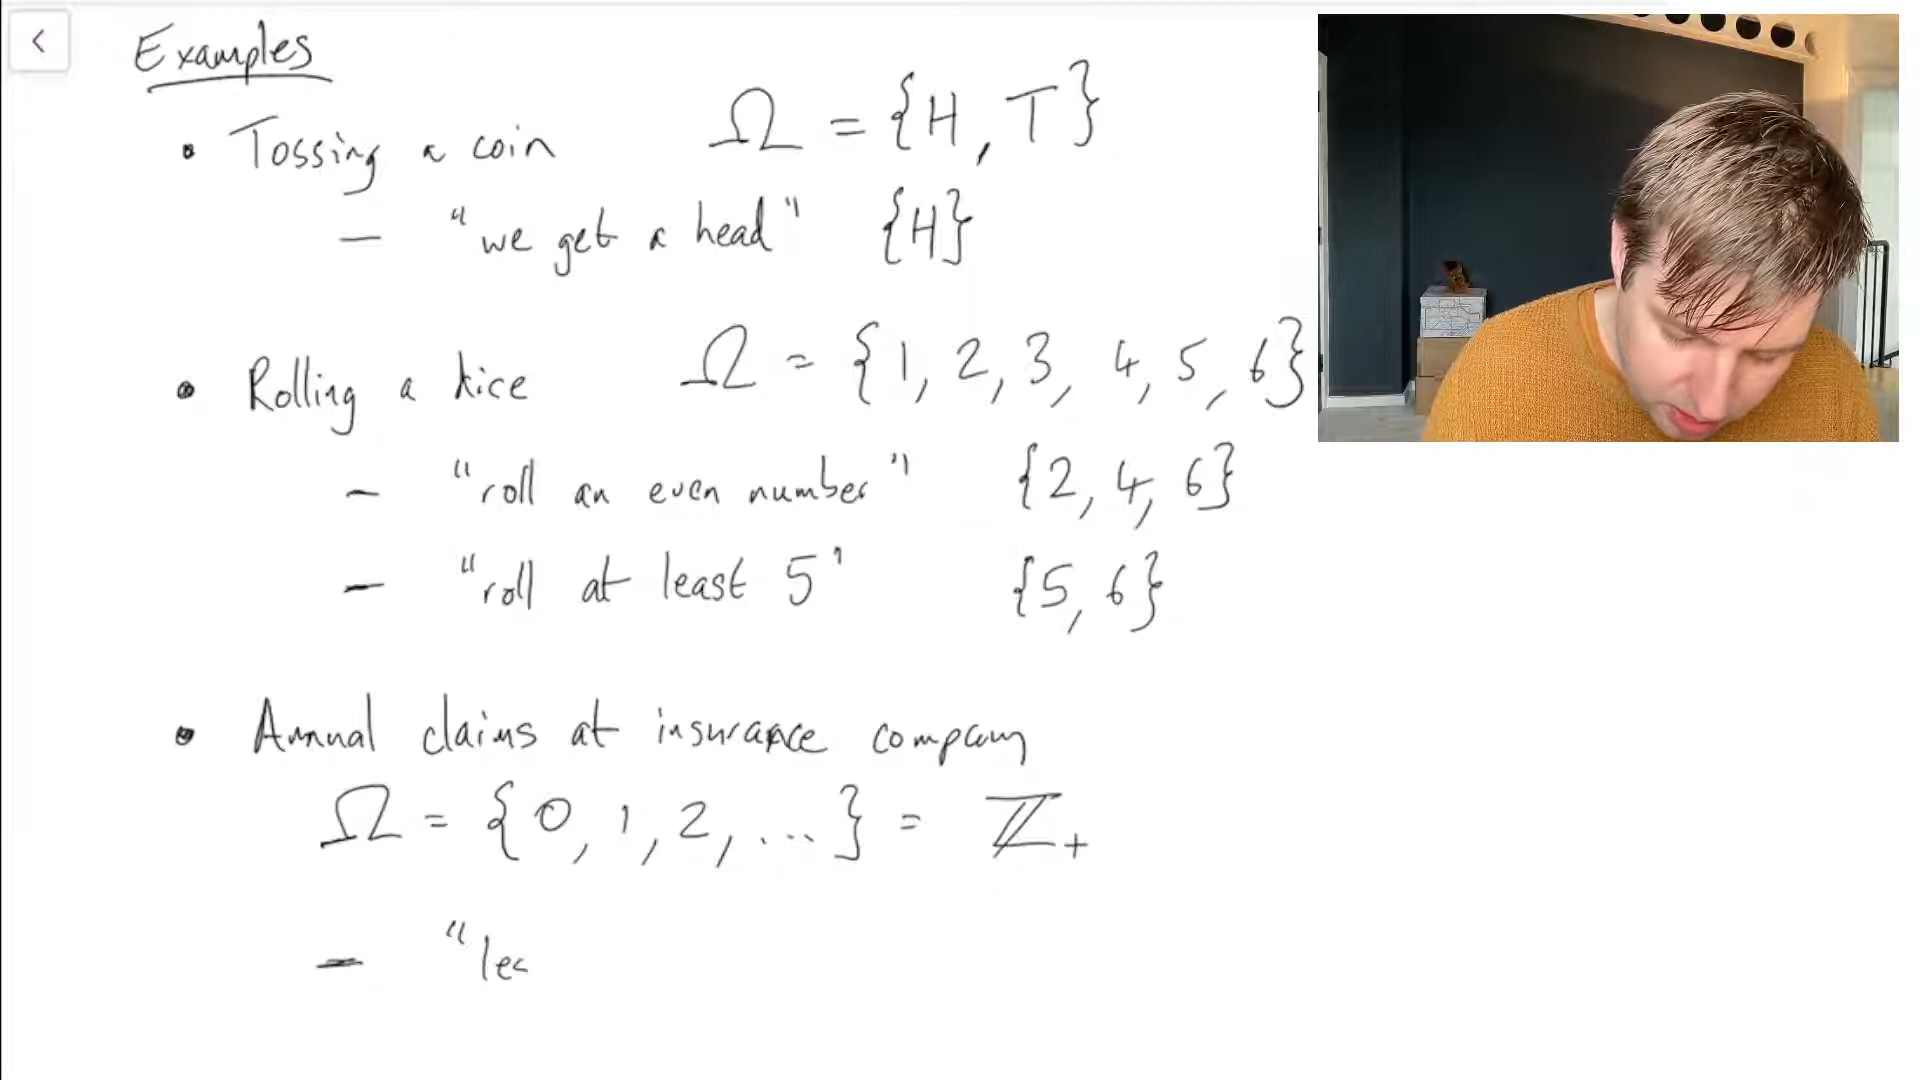 Examples
• Tossing a coin Ω = {H, T}
— "we get a head" {H}
• Rolling a dice Ω = {1, 2, 3, 4, 5, 6}
— "roll an even number" {2, 4, 6}
— "roll at least 5" {5, 6}
• Annual claims at insurance company
Ω = {0, 1, 2, ...} = ℤ₊
— "les